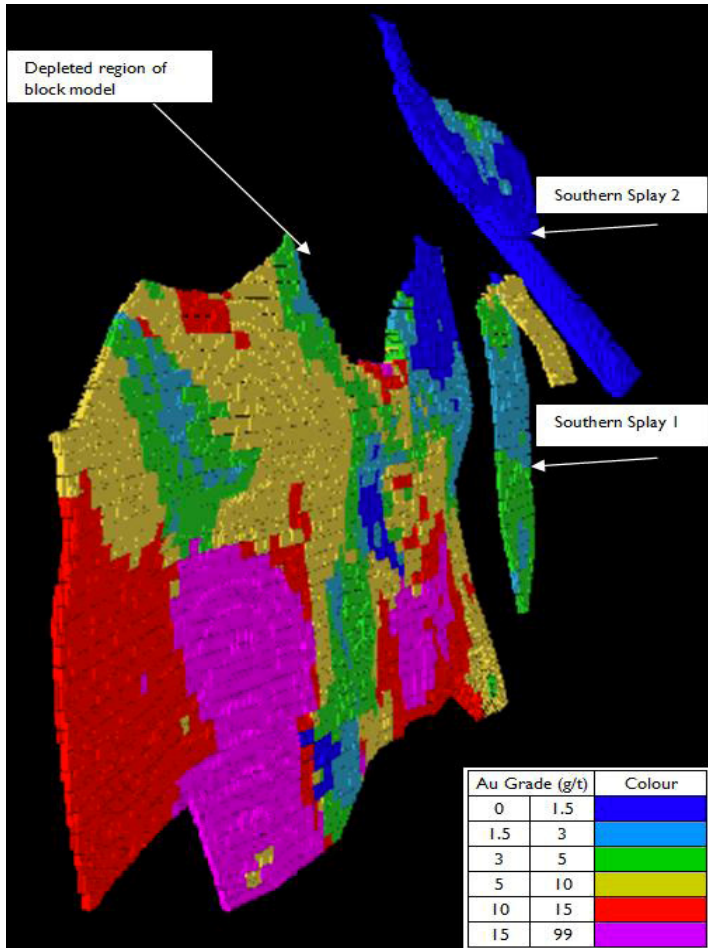 Depleted region of
block model
Southern Splay 2
Southern Splay 1
Au Grade (g/t) Colour
0 1.5
1.5 3
3 5
5 10
10 15
15 99